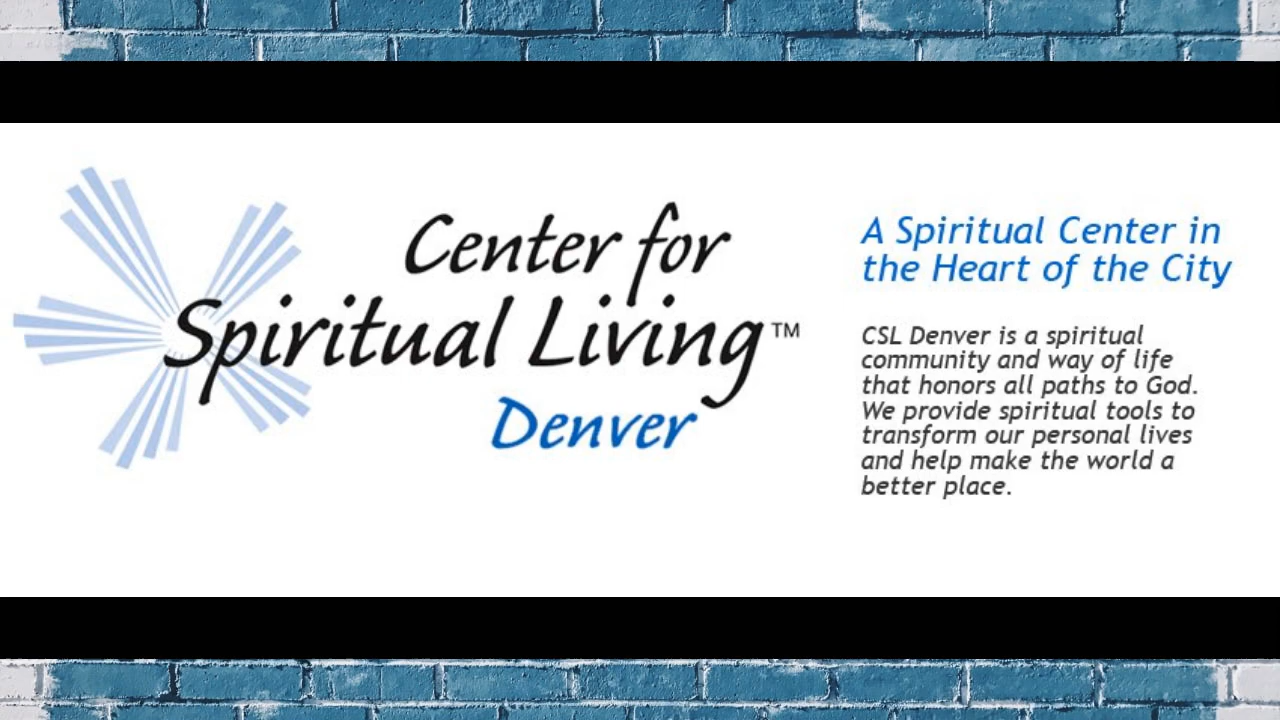 Center for
Spiritual Living™
Denver
A Spiritual Center in
the Heart of the City
CSL Denver is a spiritual
community and way of life
that honors all paths to God.
We provide spiritual tools to
transform our personal lives
and help make the world a
better place.